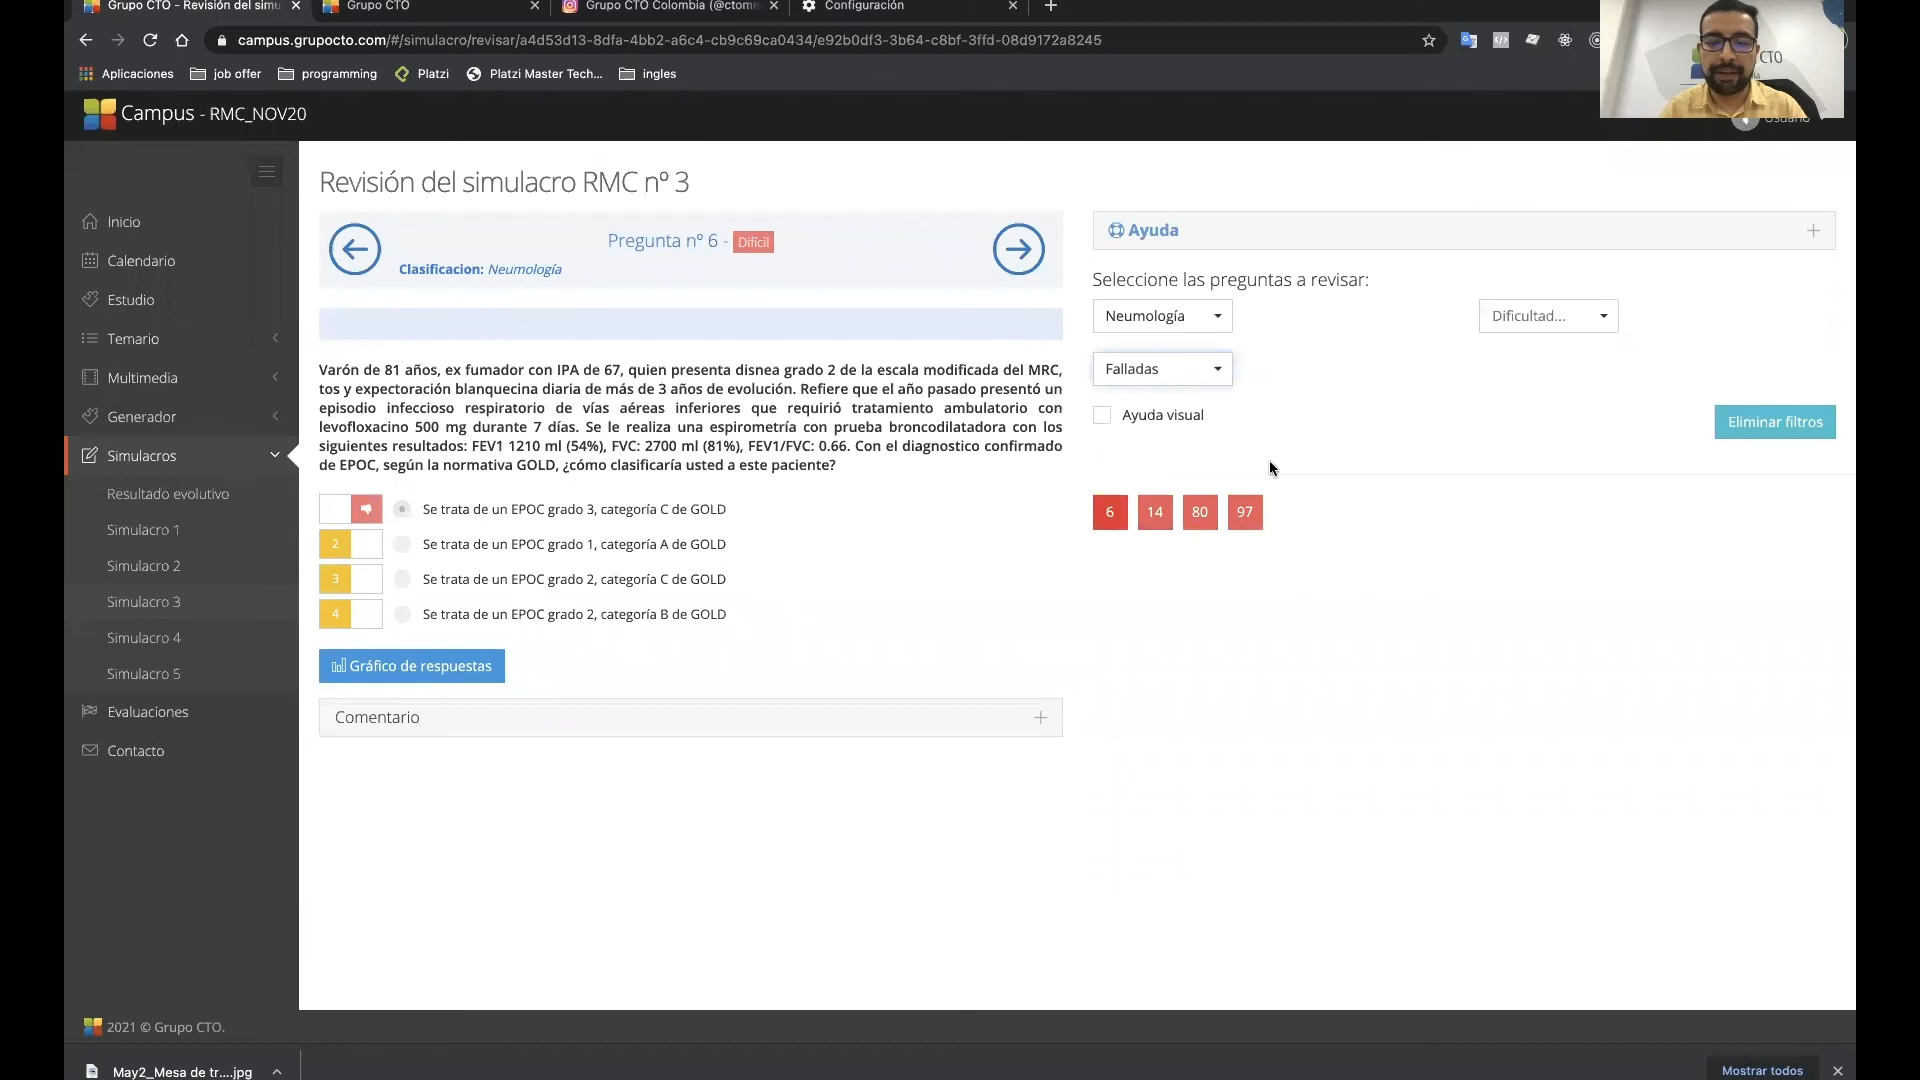 Grupo CTO - Revisión del simu
Grupo CTO
Grupo CTO Colombia (@ctome
Configuración
campus.grupocto.com/#/simulacro/revisar/a4d53d13-8dfa-4bb2-a6c4-cb9c69ca0434/e92b0df3-3b64-c8bf-3ffd-08d9172a8245
Aplicaciones
job offer
programming
Platzi
Platzi Master Tech...
ingles
CTO
Campus - RMC_NOV20
Usuario
Inicio
Calendario
Estudio
Temario
Multimedia
Generador
Simulacros
Resultado evolutivo
Simulacro 1
Simulacro 2
Simulacro 3
Simulacro 4
Simulacro 5
Evaluaciones
Contacto
Revisión del simulacro RMC nº 3
Pregunta nº 6 - Difícil
Clasificacion: Neumología
Varón de 81 años, ex fumador con IPA de 67, quien presenta disnea grado 2 de la escala modificada del MRC,
tos y expectoración blanquecina diaria de más de 3 años de evolución. Refiere que el año pasado presentó un
episodio infeccioso respiratorio de vías aéreas inferiores que requirió tratamiento ambulatorio con
levofloxacino 500 mg durante 7 días. Se le realiza una espirometría con prueba broncodilatadora con los
siguientes resultados: FEV1 1210 ml (54%), FVC: 2700 ml (81%), FEV1/FVC: 0.66. Con el diagnostico confirmado
de EPOC, según la normativa GOLD, ¿cómo clasificaría usted a este paciente?
Se trata de un EPOC grado 3, categoría C de GOLD
2 Se trata de un EPOC grado 1, categoría A de GOLD
3 Se trata de un EPOC grado 2, categoría C de GOLD
4 Se trata de un EPOC grado 2, categoría B de GOLD
Gráfico de respuestas
Comentario
Ayuda
Seleccione las preguntas a revisar:
Neumología
Dificultad...
Falladas
Ayuda visual
Eliminar filtros
6 14 80 97
2021 © Grupo CTO.
May2_Mesa de tr....jpg
Mostrar todos